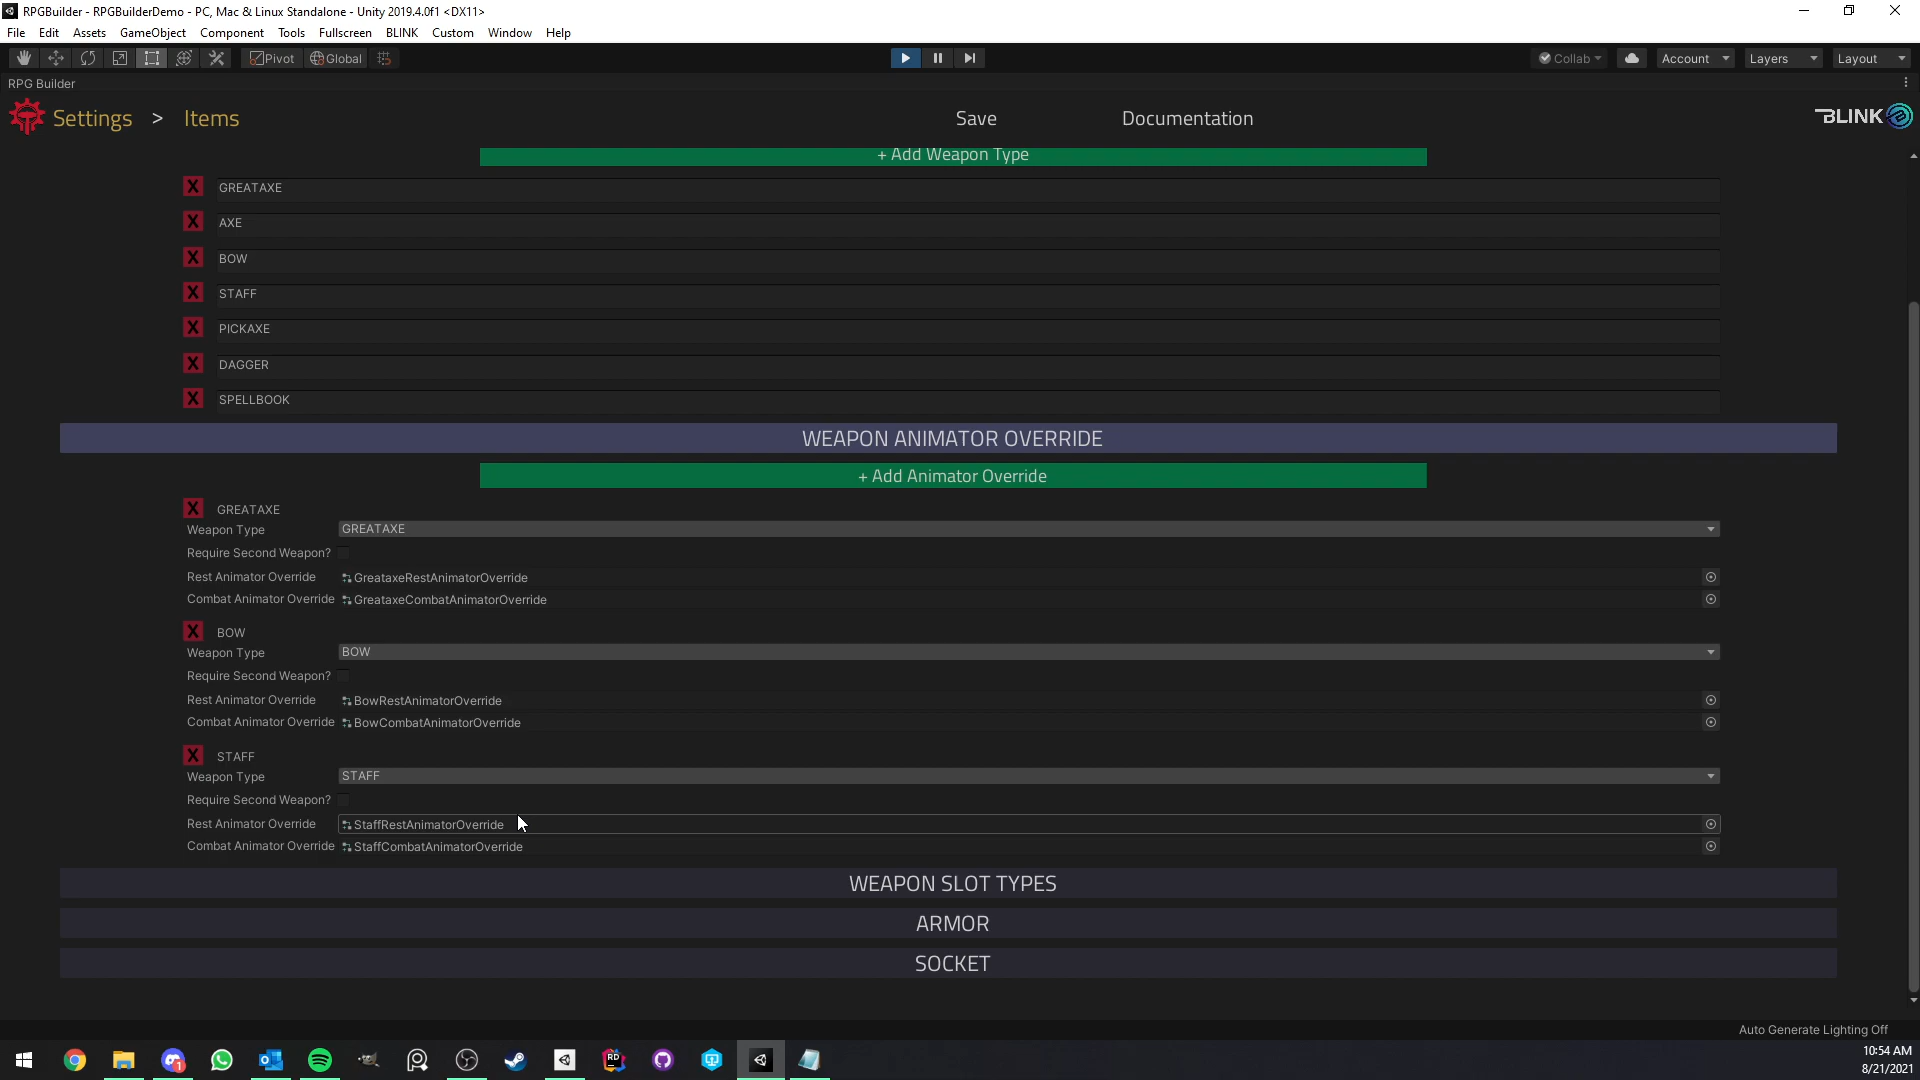 RPGBuilder - RPGBuilderDemo - PC, Mac & Linux Standalone - Unity 2019.4.0f1 <DX11>
File Edit Assets GameObject Component Tools Fullscreen BLINK Custom Window Help
Pivot Global Collab Account Layers Layout
RPG Builder
Settings > Items Save Documentation BLINK
+ Add Weapon Type
X GREATAXE
X AXE
X BOW
X STAFF
X PICKAXE
X DAGGER
X SPELLBOOK
WEAPON ANIMATOR OVERRIDE
+ Add Animator Override
X GREATAXE
Weapon Type GREATAXE
Require Second Weapon?
Rest Animator Override GreataxeRestAnimatorOverride
Combat Animator Override GreataxeCombatAnimatorOverride
X BOW
Weapon Type BOW
Require Second Weapon?
Rest Animator Override BowRestAnimatorOverride
Combat Animator Override BowCombatAnimatorOverride
X STAFF
Weapon Type STAFF
Require Second Weapon?
Rest Animator Override StaffRestAnimatorOverride
Combat Animator Override StaffCombatAnimatorOverride
WEAPON SLOT TYPES
ARMOR
SOCKET
Auto Generate Lighting Off
RD
10:54 AM
8/21/2021